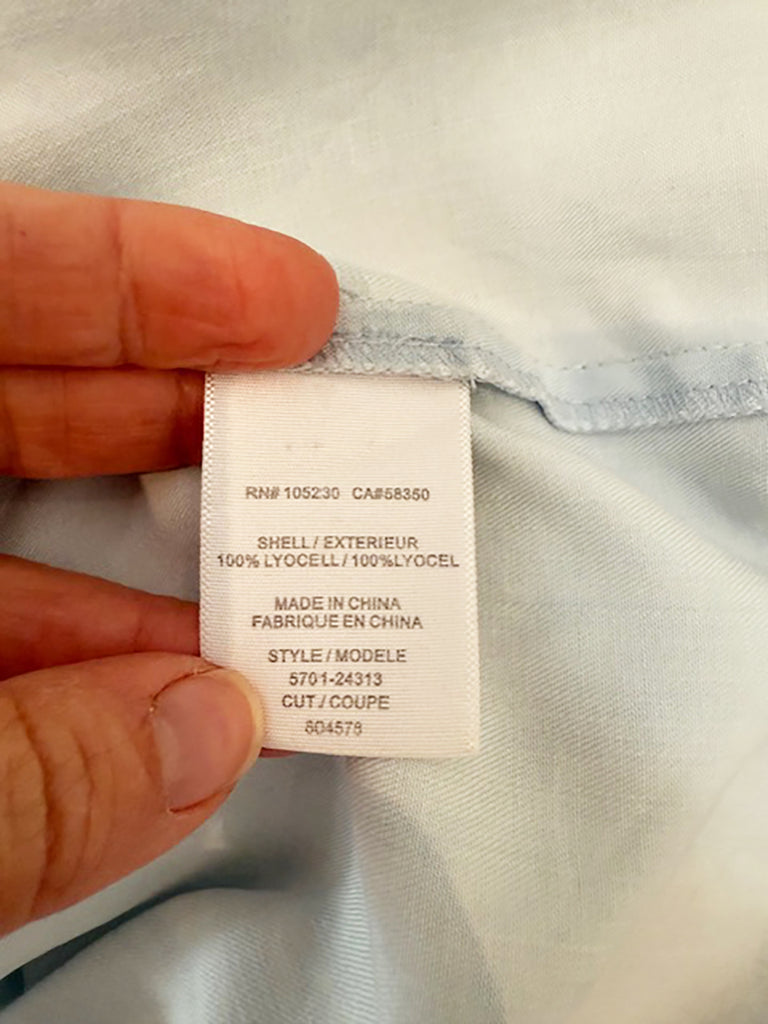 RN# 105230 CA#58350
SHELL / EXTERIEUR
100% LYOCELL / 100%LYOCEL
MADE IN CHINA
FABRIQUE EN CHINA
STYLE / MODELE
5701-24313
CUT / COUPE
804578